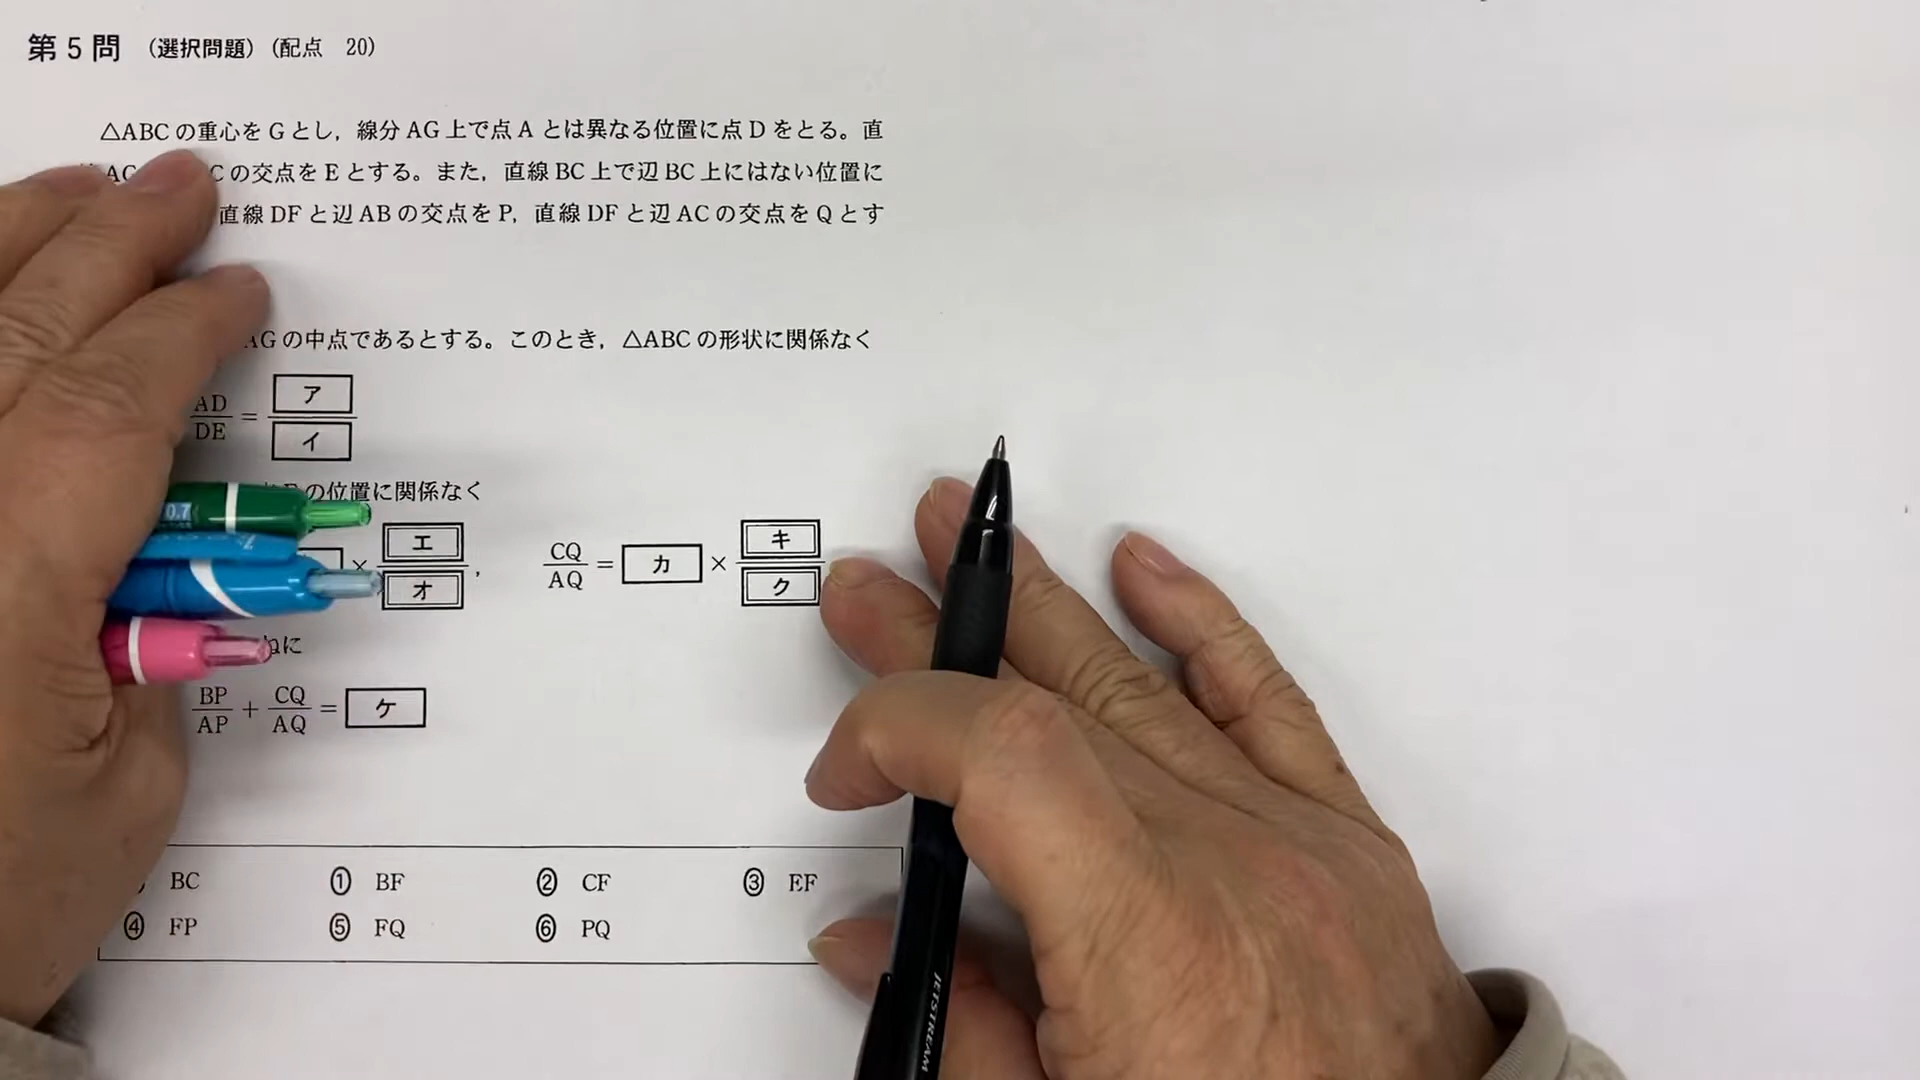 第5問 (選択問題)(配点 20)
△ABCの重心をGとし，線分AG上で点Aとは異なる位置に点Dをとる。直
の交点をEとする。また，直線BC上で辺BC上にはない位置に
直線DFと辺ABの交点をP，直線DFと辺ACの交点をQとす
AGの中点であるとする。このとき，△ABCの形状に関係なく
AD/DE = ア/イ
の位置に関係なく
× エ/オ , CQ/AQ = カ × キ/ク
ねに
BP/AP + CQ/AQ = ケ
BC ① BF ② CF ③ EF
④ FP ⑤ FQ ⑥ PQ
0.7
JETSTREAM